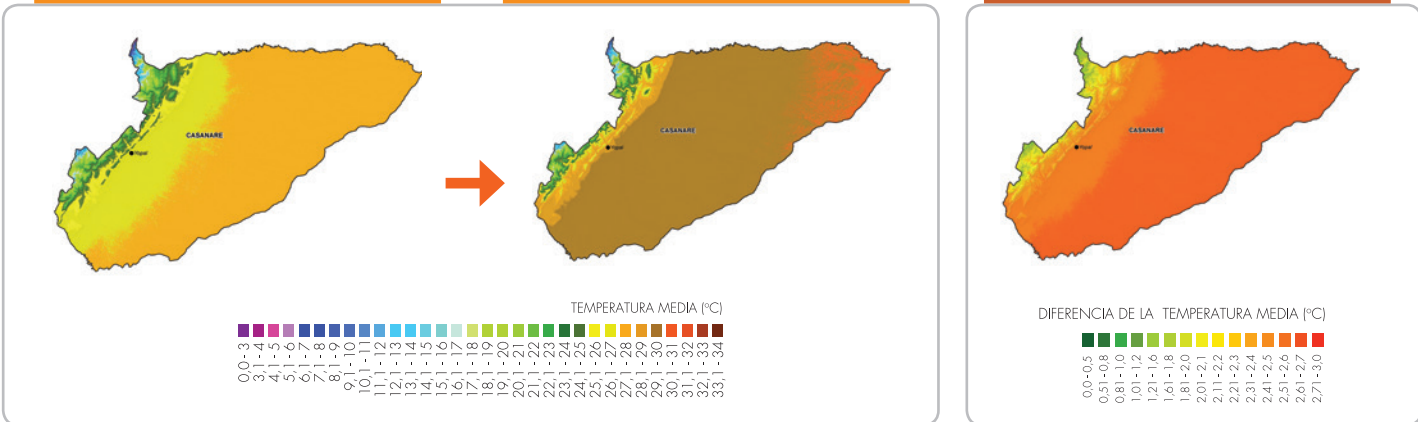 CASANARE
Yopal
CASANARE
Yopal
CASANARE
Yopal
TEMPERATURA MEDIA (ºC)
0,0 - 3
3,1 - 4
4,1 - 5
5,1 - 6
6,1 - 7
7,1 - 8
8,1 - 9
9,1 - 10
10,1 - 11
11,1 - 12
12,1 - 13
13,1 - 14
14,1 - 15
15,1 - 16
16,1 - 17
17,1 - 18
18,1 - 19
19,1 - 20
20,1 - 21
21,1 - 22
22,1 - 23
23,1 - 24
24,1 - 25
25,1 - 26
26,1 - 27
27,1 - 28
28,1 - 29
29,1 - 30
30,1 - 31
31,1 - 32
32,1 - 33
33,1 - 34
DIFERENCIA DE LA TEMPERATURA MEDIA (ºC)
0,0 - 0,5
0,51 - 0,8
0,81 - 1,0
1,01 - 1,2
1,21 - 1,6
1,61 - 1,8
1,81 - 2,0
2,01 - 2,1
2,11 - 2,2
2,21 - 2,3
2,31 - 2,4
2,41 - 2,5
2,51 - 2,6
2,61 - 2,7
2,71 - 3,0